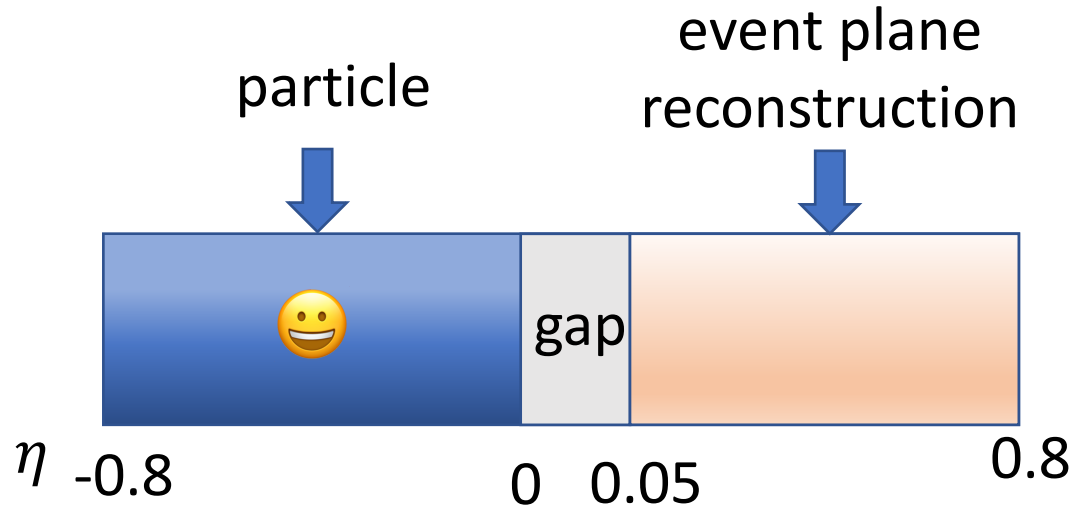 event plane
particle
reconstruction
gap
η -0.8 0 0.05 0.8